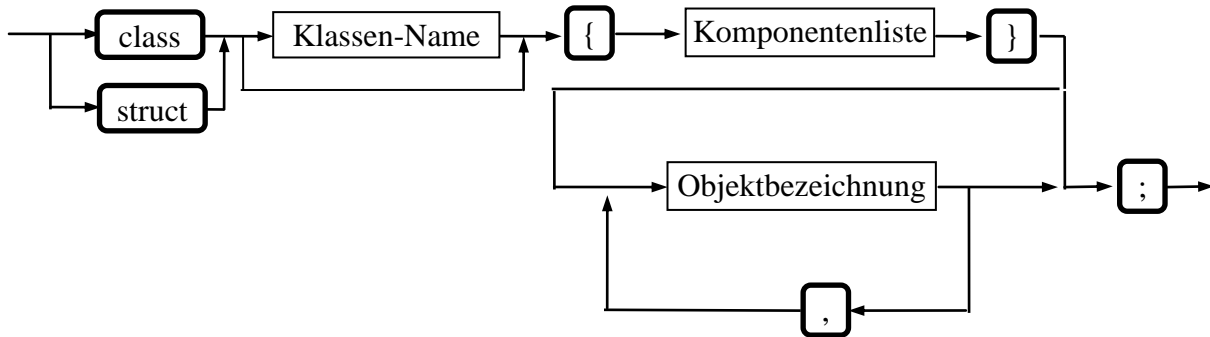 class Klassen-Name { Komponentenliste }
struct
Objektbezeichnung ;
,